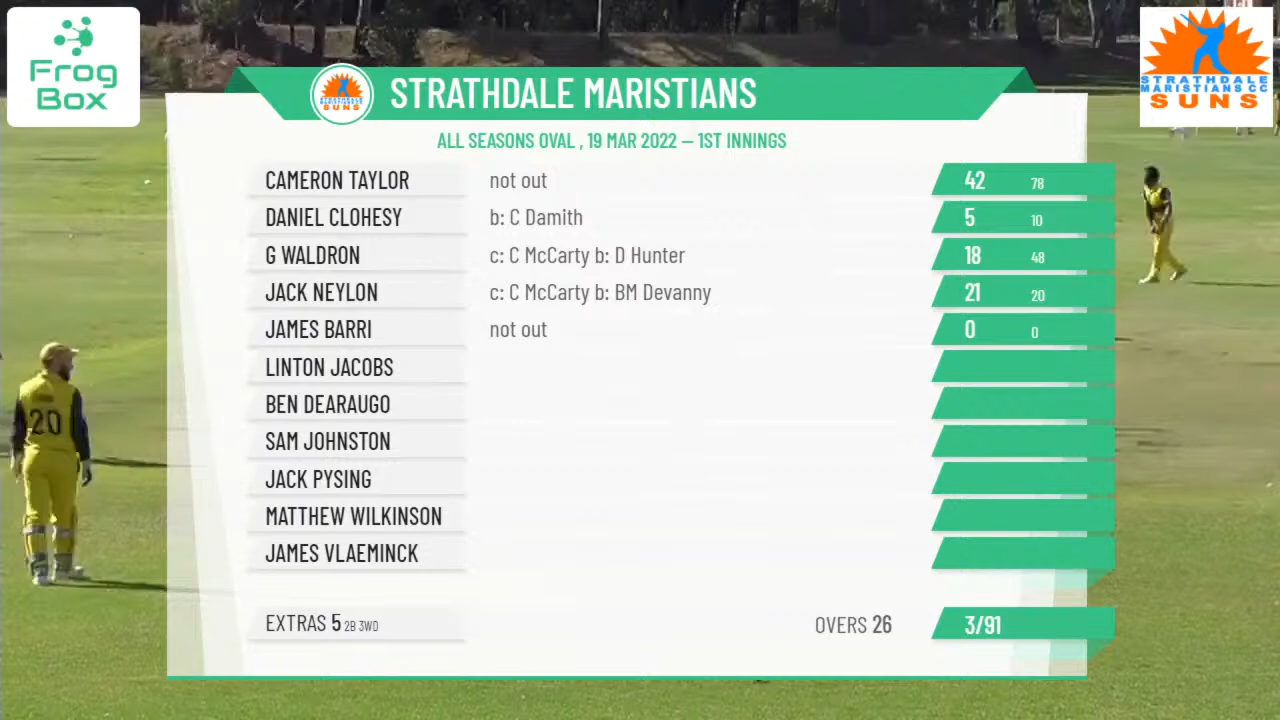 Frog
Box
STRATHDALE
MARISTIANS CC
SUNS
STRATHDALE MARISTIANS
ALL SEASONS OVAL , 19 MAR 2022 – 1ST INNINGS
CAMERON TAYLOR not out 42 78
DANIEL CLOHESY b: C Damith 5 10
G WALDRON c: C McCarty b: D Hunter 18 48
JACK NEYLON c: C McCarty b: BM Devanny 21 20
JAMES BARRI not out 0 0
LINTON JACOBS
BEN DEARAUGO
SAM JOHNSTON
JACK PYSING
MATTHEW WILKINSON
JAMES VLAEMINCK
EXTRAS 5 2B 3WD OVERS 26 3/91
20